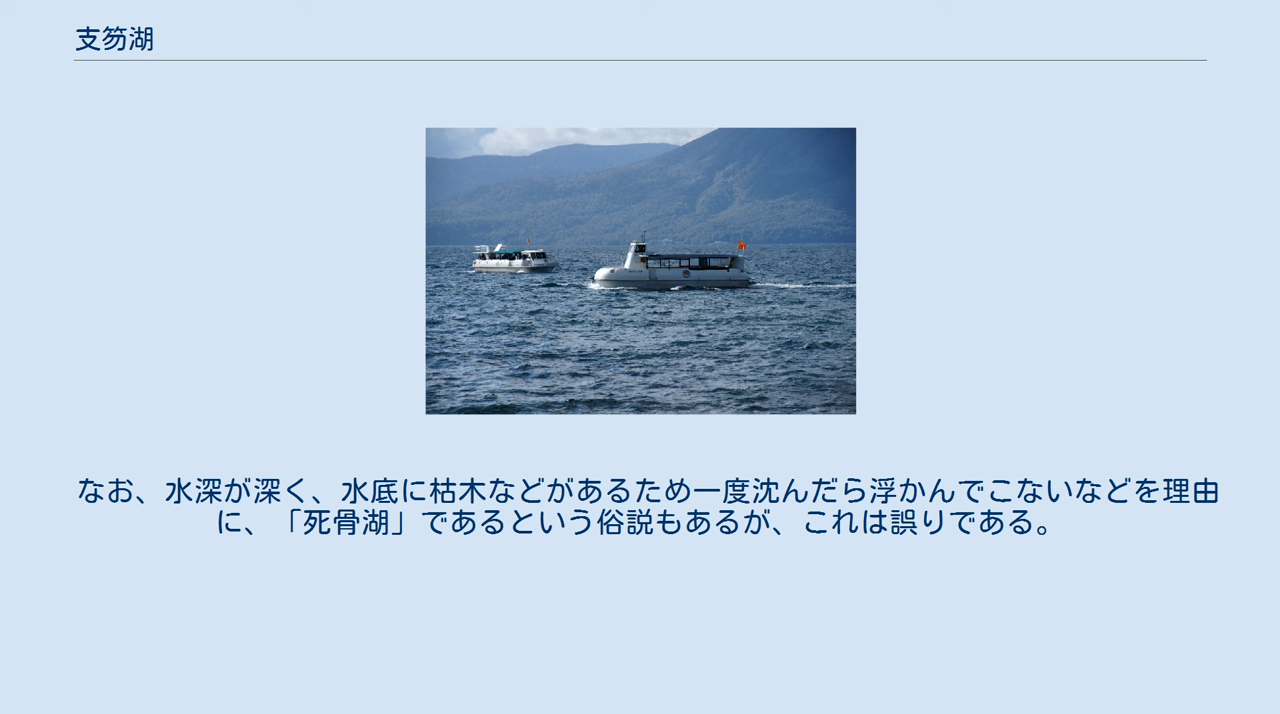 支笏湖
なお、水深が深く、水底に枯木などがあるため一度沈んだら浮かんでこないなどを理由
に、「死骨湖」であるという俗説もあるが、これは誤りである。